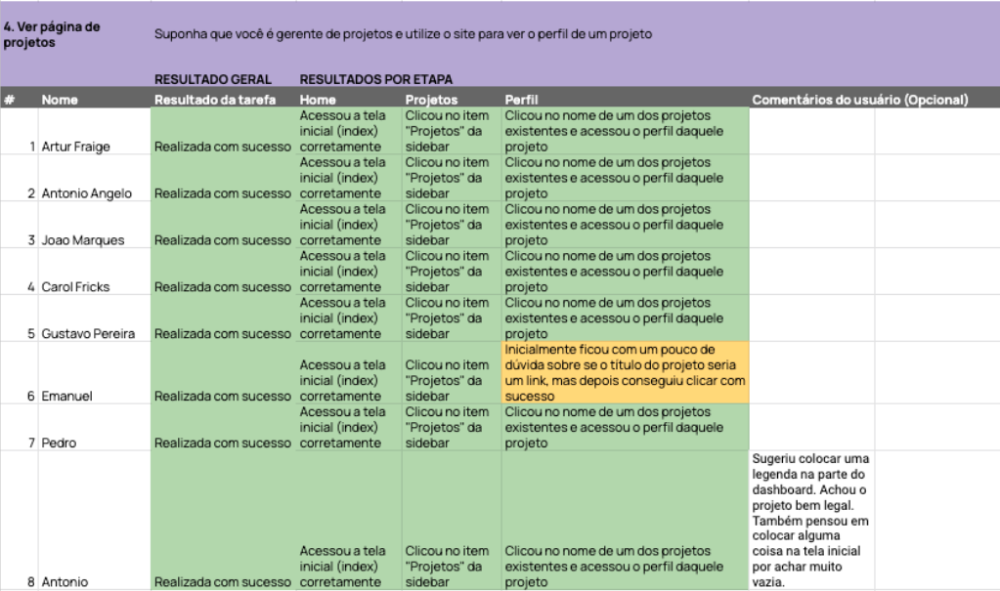 4. Ver página de
projetos
Suponha que você é gerente de projetos e utilize o site para ver o perfil de um projeto
RESULTADO GERAL RESULTADOS POR ETAPA
# Nome Resultado da tarefa Home Projetos Perfil Comentários do usuário (Opcional)
Acessou a tela Clicou no item Clicou no nome de um dos projetos
inicial (index) "Projetos" da existentes e acessou o perfil daquele
1 Artur Fraige Realizada com sucesso corretamente sidebar projeto
Acessou a tela Clicou no item Clicou no nome de um dos projetos
inicial (index) "Projetos" da existentes e acessou o perfil daquele
2 Antonio Angelo Realizada com sucesso corretamente sidebar projeto
Acessou a tela Clicou no item Clicou no nome de um dos projetos
inicial (index) "Projetos" da existentes e acessou o perfil daquele
3 Joao Marques Realizada com sucesso corretamente sidebar projeto
Acessou a tela Clicou no item Clicou no nome de um dos projetos
inicial (index) "Projetos" da existentes e acessou o perfil daquele
4 Carol Fricks Realizada com sucesso corretamente sidebar projeto
Acessou a tela Clicou no item Clicou no nome de um dos projetos
inicial (index) "Projetos" da existentes e acessou o perfil daquele
5 Gustavo Pereira Realizada com sucesso corretamente sidebar projeto
Inicialmente ficou com um pouco de
Acessou a tela Clicou no item dúvida sobre se o título do projeto seria
inicial (index) "Projetos" da um link, mas depois conseguiu clicar com
6 Emanuel Realizada com sucesso corretamente sidebar sucesso
Acessou a tela Clicou no item Clicou no nome de um dos projetos
inicial (index) "Projetos" da existentes e acessou o perfil daquele
7 Pedro Realizada com sucesso corretamente sidebar projeto
Sugeriu colocar uma
legenda na parte do
dashboard. Achou o
projeto bem legal.
Também pensou em
colocar alguma
Acessou a tela Clicou no item Clicou no nome de um dos projetos coisa na tela inicial
inicial (index) "Projetos" da existentes e acessou o perfil daquele por achar muito
8 Antonio Realizada com sucesso corretamente sidebar projeto vazia.